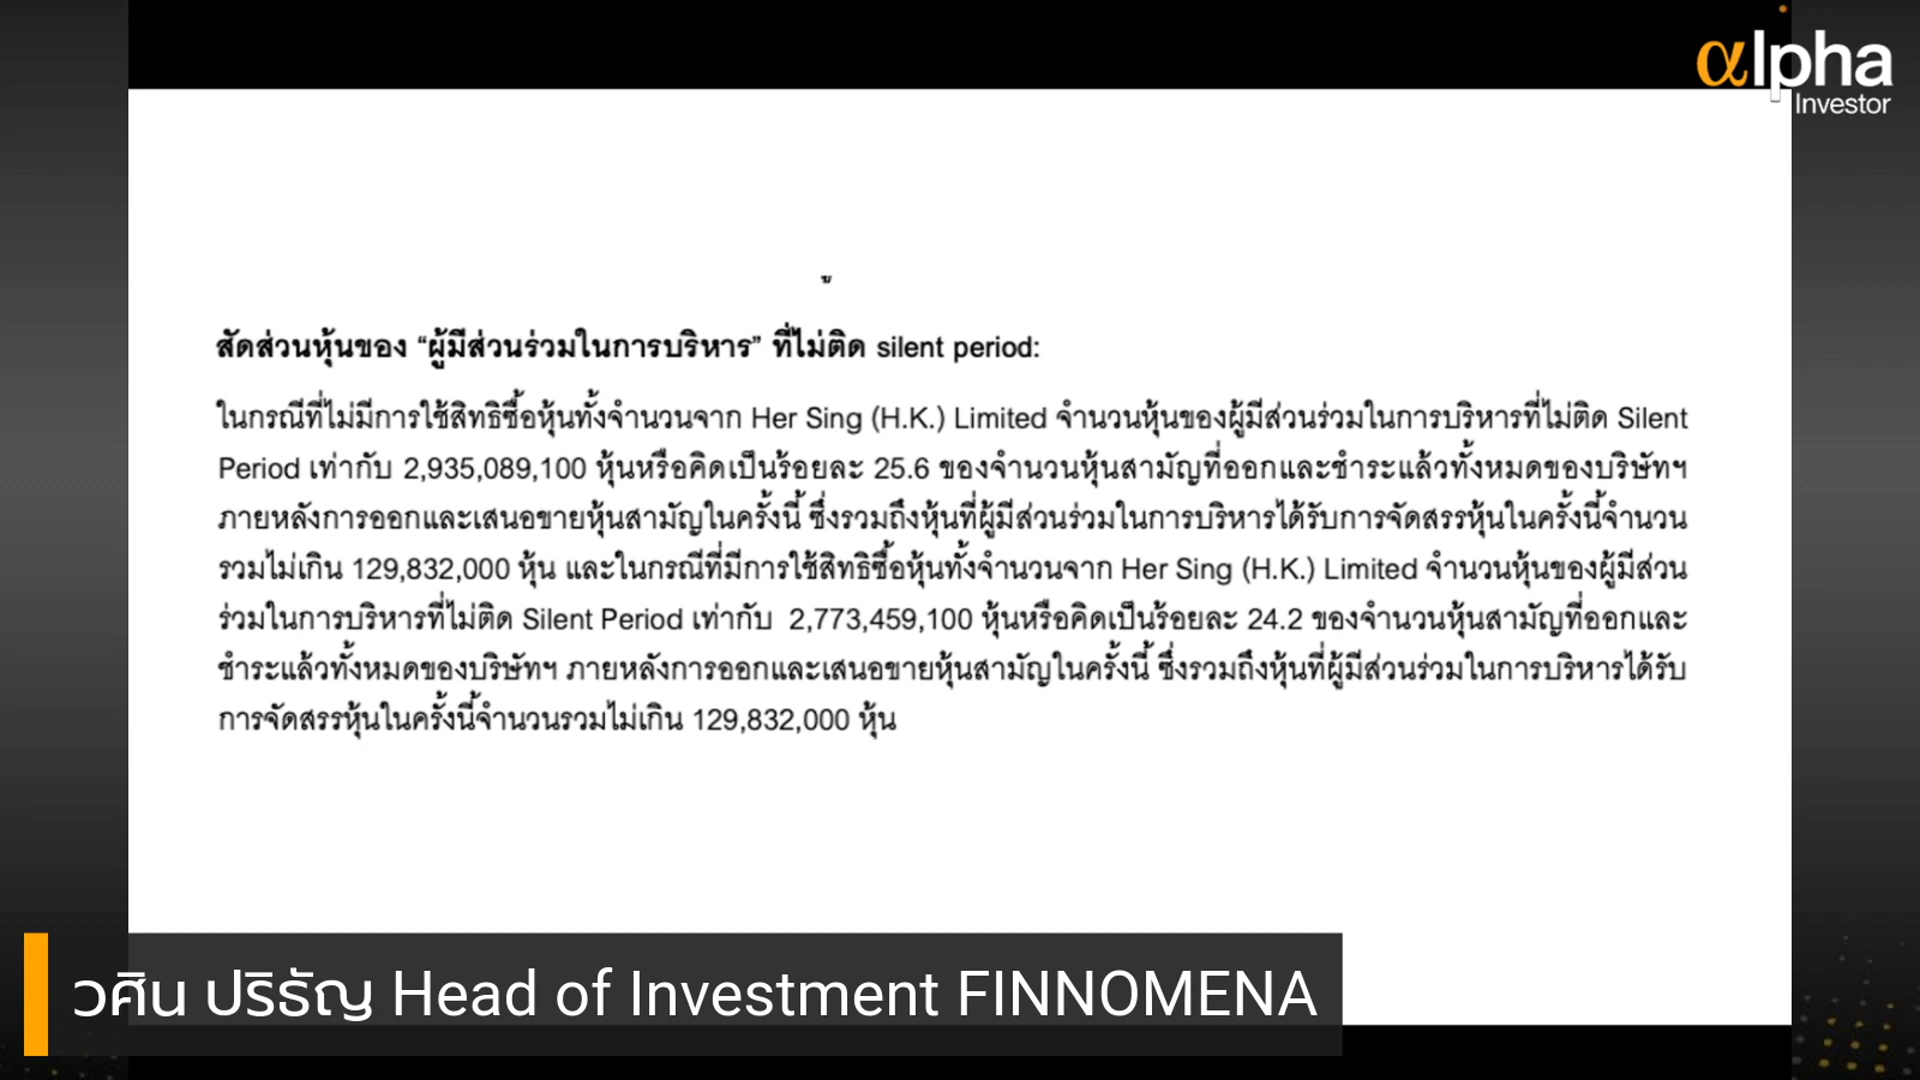 αlpha
Investor
สัดส่วนหุ้นของ “ผู้มีส่วนร่วมในการบริหาร” ที่ไม่ติด silent period:
ในกรณีที่ไม่มีการใช้สิทธิซื้อหุ้นทั้งจำนวนจาก Her Sing (H.K.) Limited จำนวนหุ้นของผู้มีส่วนร่วมในการบริหารที่ไม่ติด Silent
Period เท่ากับ 2,935,089,100 หุ้นหรือคิดเป็นร้อยละ 25.6 ของจำนวนหุ้นสามัญที่ออกและชำระแล้วทั้งหมดของบริษัทฯ
ภายหลังการออกและเสนอขายหุ้นสามัญในครั้งนี้ ซึ่งรวมถึงหุ้นที่ผู้มีส่วนร่วมในการบริหารได้รับการจัดสรรหุ้นในครั้งนี้จำนวน
รวมไม่เกิน 129,832,000 หุ้น และในกรณีที่มีการใช้สิทธิซื้อหุ้นทั้งจำนวนจาก Her Sing (H.K.) Limited จำนวนหุ้นของผู้มีส่วน
ร่วมในการบริหารที่ไม่ติด Silent Period เท่ากับ 2,773,459,100 หุ้นหรือคิดเป็นร้อยละ 24.2 ของจำนวนหุ้นสามัญที่ออกและ
ชำระแล้วทั้งหมดของบริษัทฯ ภายหลังการออกและเสนอขายหุ้นสามัญในครั้งนี้ ซึ่งรวมถึงหุ้นที่ผู้มีส่วนร่วมในการบริหารได้รับ
การจัดสรรหุ้นในครั้งนี้จำนวนรวมไม่เกิน 129,832,000 หุ้น
วศิน ปริธัญ Head of Investment FINNOMENA